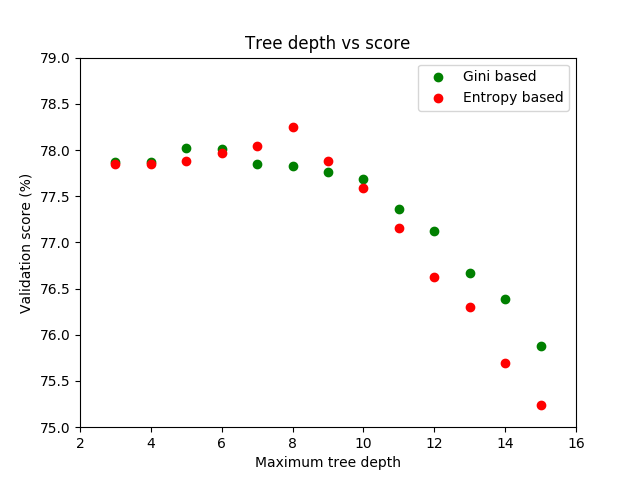 Tree depth vs score
Gini based
Entropy based
79.0
78.5
78.0
77.5
77.0
76.5
76.0
75.5
75.0
Validation score (%)
2 4 6 8 10 12 14 16
Maximum tree depth